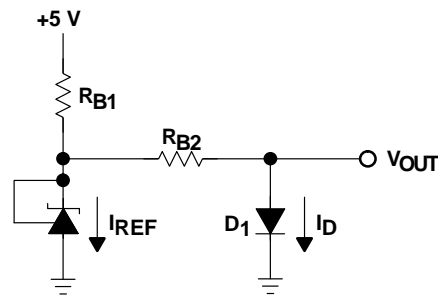 +5 V
RB1
RB2
VOUT
IREF
D1
ID